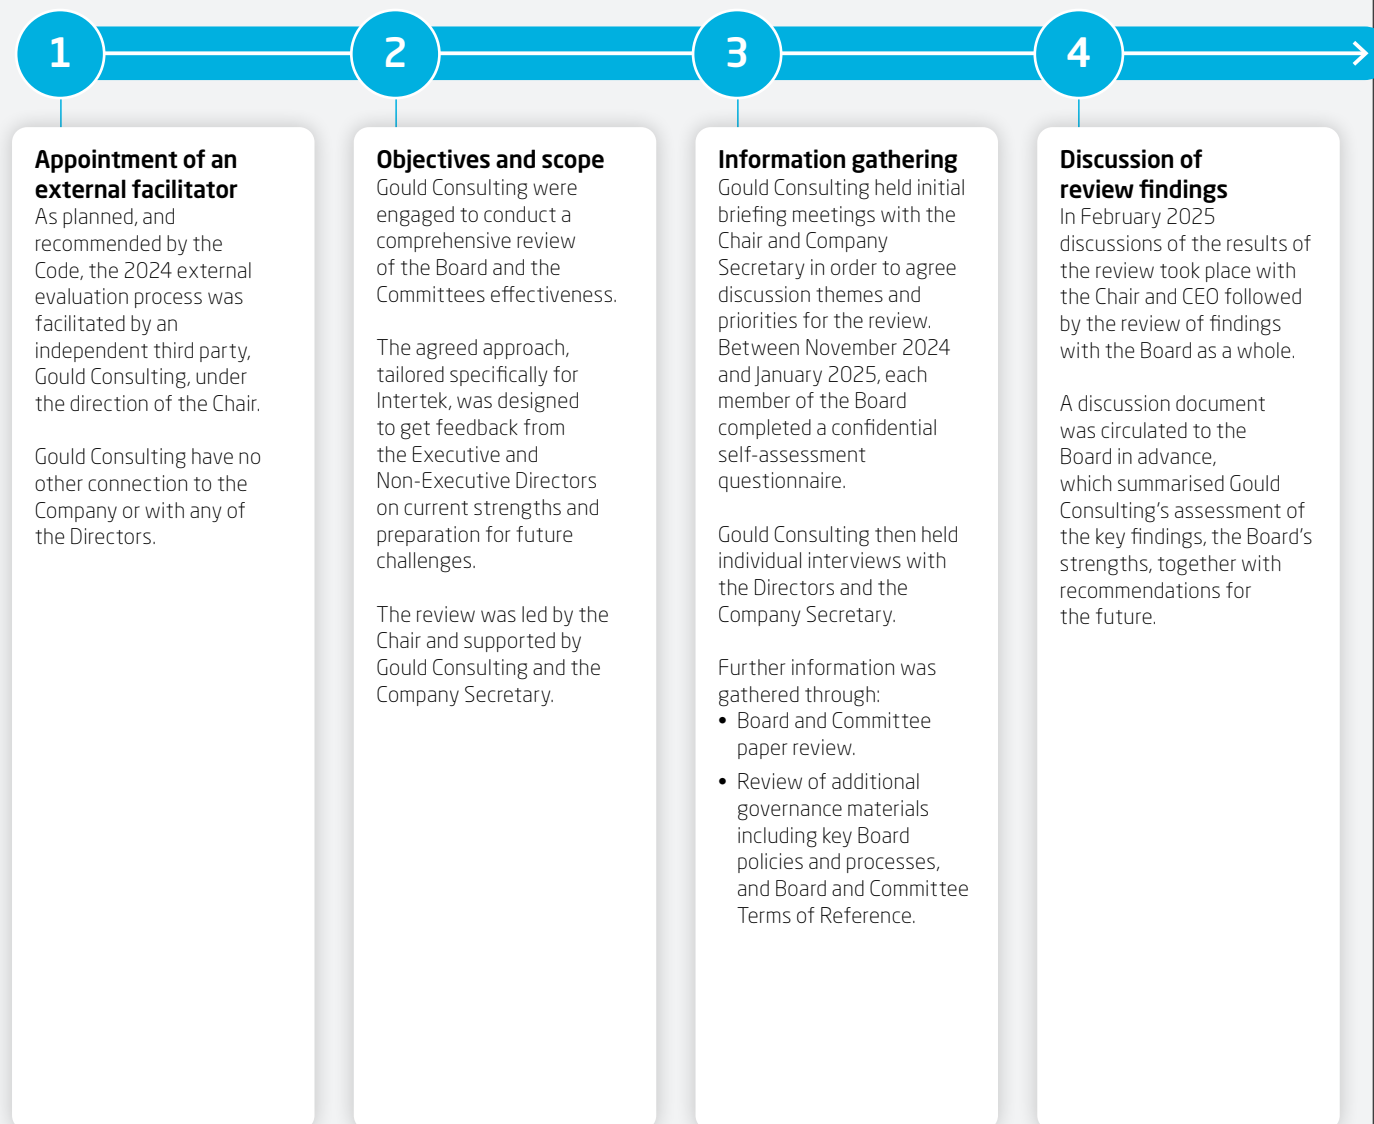 1
2
3
4
Appointment of an
external facilitator
As planned, and
recommended by the
Code, the 2024 external
evaluation process was
facilitated by an
independent third party,
Gould Consulting, under
the direction of the Chair.
Gould Consulting have no
other connection to the
Company or with any of
the Directors.
Objectives and scope
Gould Consulting were
engaged to conduct a
comprehensive review
of the Board and the
Committees effectiveness.
The agreed approach,
tailored specifically for
Intertek, was designed
to get feedback from
the Executive and
Non-Executive Directors
on current strengths and
preparation for future
challenges.
The review was led by the
Chair and supported by
Gould Consulting and the
Company Secretary.
Information gathering
Gould Consulting held initial
briefing meetings with the
Chair and Company
Secretary in order to agree
discussion themes and
priorities for the review.
Between November 2024
and January 2025, each
member of the Board
completed a confidential
self-assessment
questionnaire.
Gould Consulting then held
individual interviews with
the Directors and the
Company Secretary.
Further information was
gathered through:
• Board and Committee
paper review.
• Review of additional
governance materials
including key Board
policies and processes,
and Board and Committee
Terms of Reference.
Discussion of
review findings
In February 2025
discussions of the results of
the review took place with
the Chair and CEO followed
by the review of findings
with the Board as a whole.
A discussion document
was circulated to the
Board in advance,
which summarised Gould
Consulting's assessment of
the key findings, the Board's
strengths, together with
recommendations for
the future.